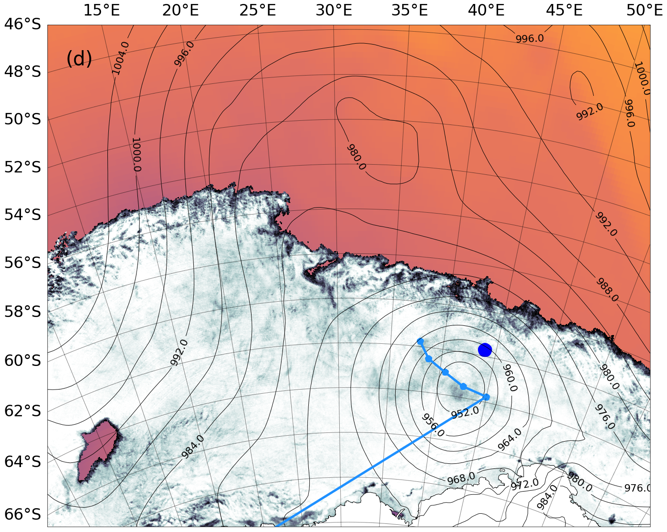 15°E 20°E 25°E 30°E 35°E 40°E 45°E 50°E
46°S
48°S
50°S
52°S
54°S
56°S
58°S
60°S
62°S
64°S
66°S
(d)
1004.0
996.0
996.0
1000.0
992.0
996.0
1000.0
980.0
992.0
988.0
992.0
980.0
960.0
976.0
952.0
956.0
964.0
984.0
968.0
972.0
980.0
984.0
976.0